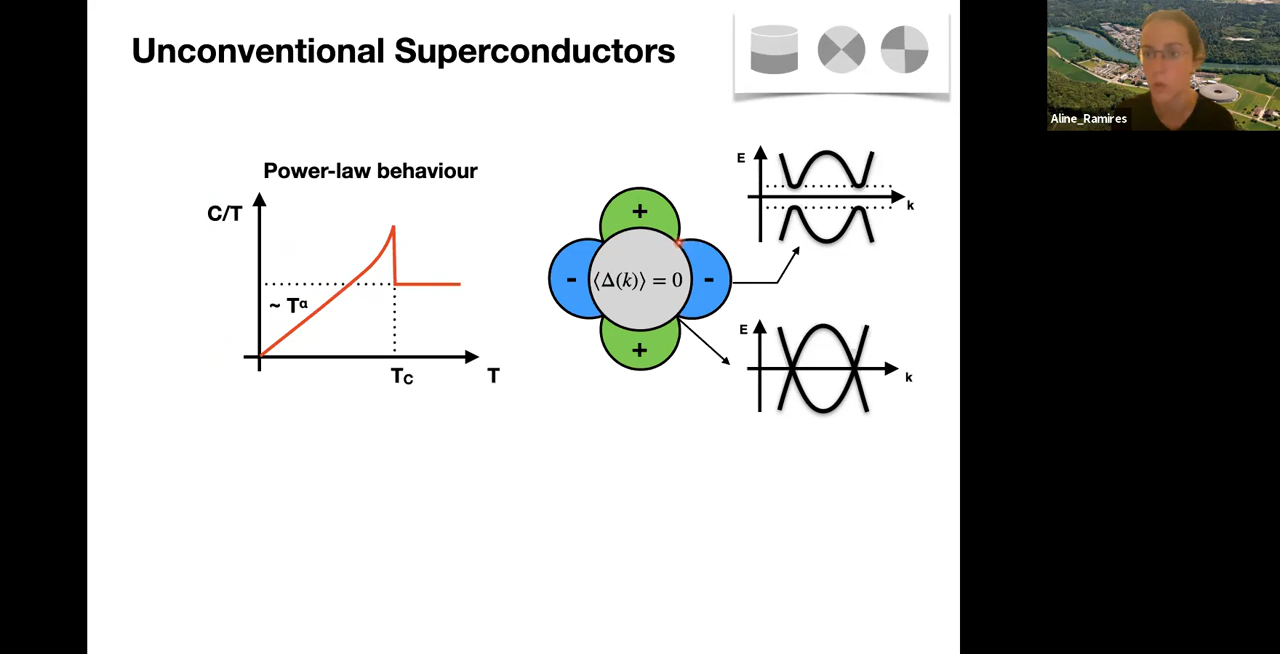 Unconventional Superconductors
Aline_Ramires
Power-law behaviour
C/T
~ Tα
TC
T
+
-
⟨Δ(k)⟩ = 0
-
+
E
k
E
k